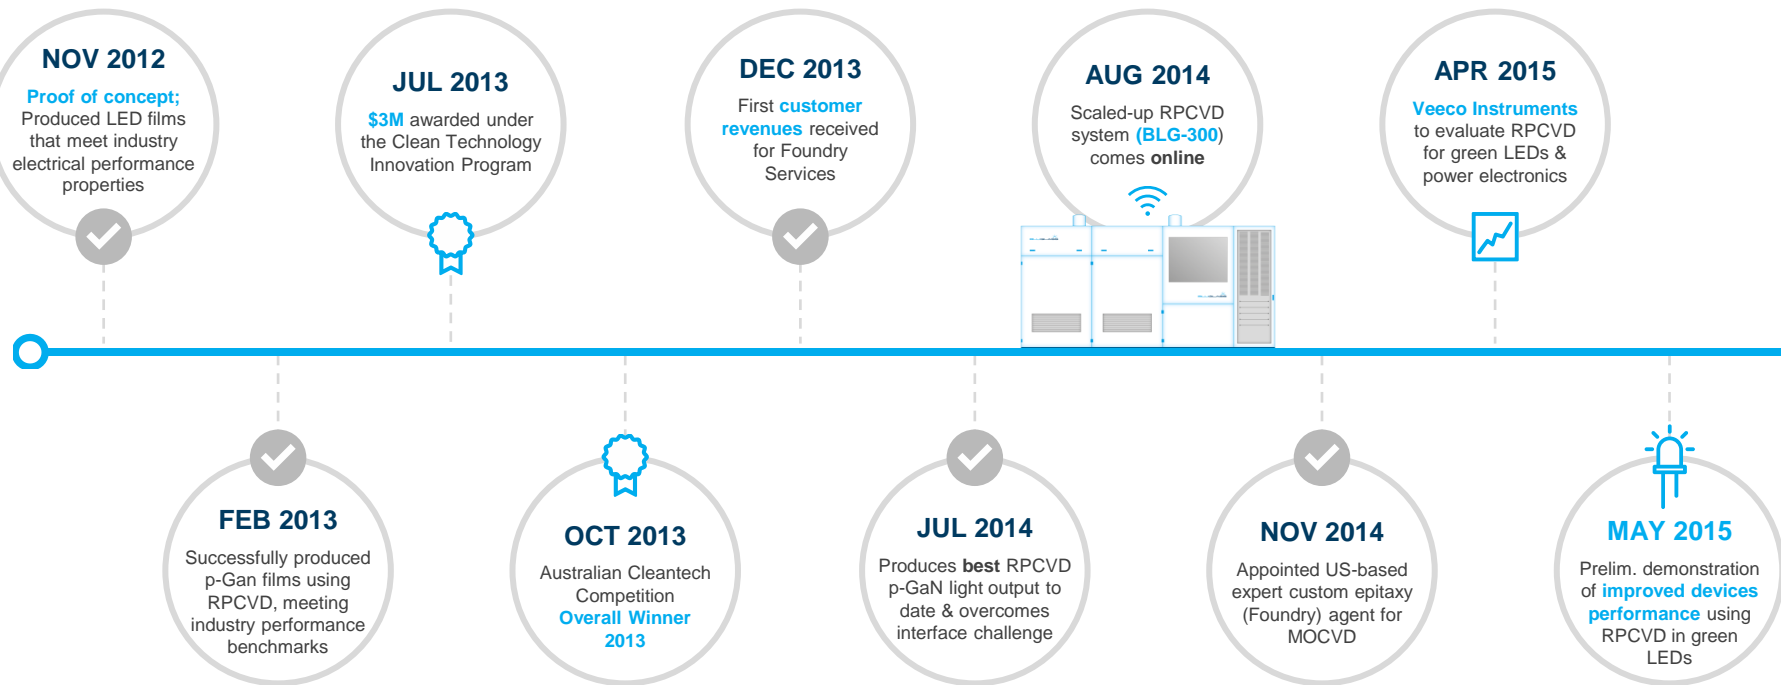 NOV 2012
Proof of concept;
Produced LED films
that meet industry
electrical performance
properties
FEB 2013
Successfully produced
p-Gan films using
RPCVD, meeting
industry performance
benchmarks
JUL 2013
$3M awarded under
the Clean Technology
Innovation Program
OCT 2013
Australian Cleantech
Competition
Overall Winner
2013
DEC 2013
First customer
revenues received
for Foundry
Services
JUL 2014
Produces best RPCVD
p-GaN light output to
date & overcomes
interface challenge
AUG 2014
Scaled-up RPCVD
system (BLG-300)
comes online
NOV 2014
Appointed US-based
expert custom epitaxy
(Foundry) agent for
MOCVD
APR 2015
Veeco Instruments
to evaluate RPCVD
for green LEDs &
power electronics
MAY 2015
Prelim. demonstration
of improved devices
performance using
RPCVD in green
LEDs